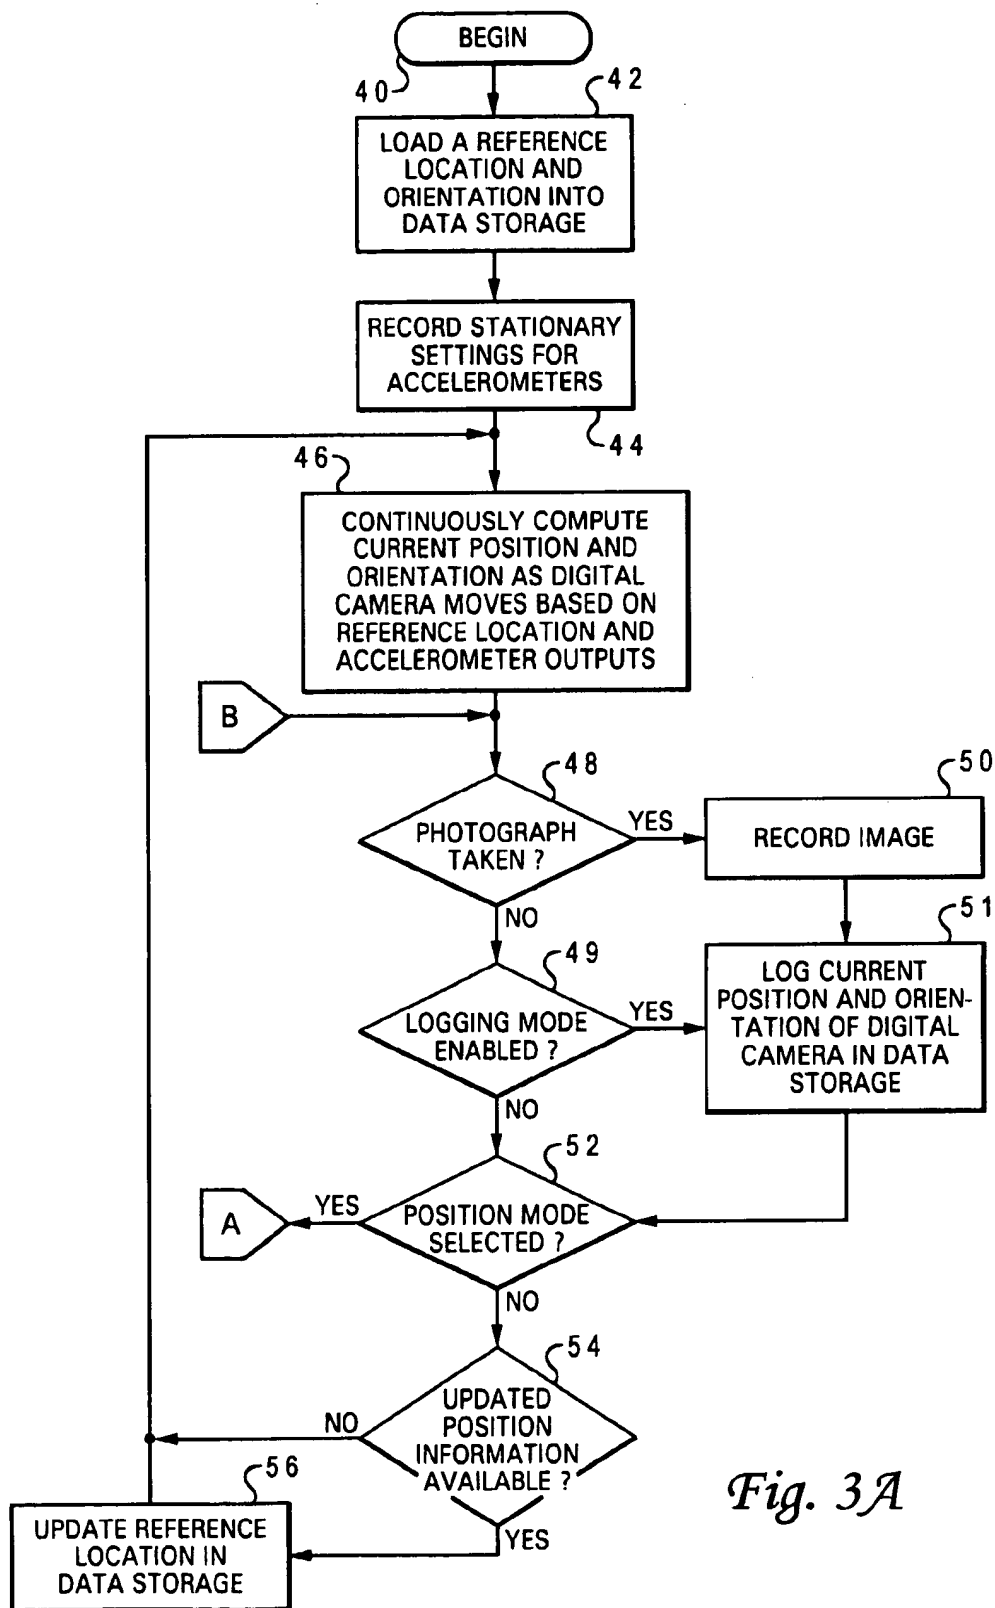 BEGIN
40
42
LOAD A REFERENCE
LOCATION AND
ORIENTATION INTO
DATA STORAGE
RECORD STATIONARY
SETTINGS FOR
ACCELEROMETERS
44
46
CONTINUOUSLY COMPUTE
CURRENT POSITION AND
ORIENTATION AS DIGITAL
CAMERA MOVES BASED ON
REFERENCE LOCATION AND
ACCELEROMETER OUTPUTS
B
48
PHOTOGRAPH
TAKEN ?
YES
NO
50
RECORD IMAGE
51
LOG CURRENT
POSITION AND ORIEN-
TATION OF DIGITAL
CAMERA IN DATA
STORAGE
49
LOGGING MODE
ENABLED ?
YES
NO
52
POSITION MODE
SELECTED ?
YES
A
NO
54
UPDATED
POSITION
INFORMATION
AVAILABLE ?
NO
YES
56
UPDATE REFERENCE
LOCATION IN
DATA STORAGE
Fig. 3A